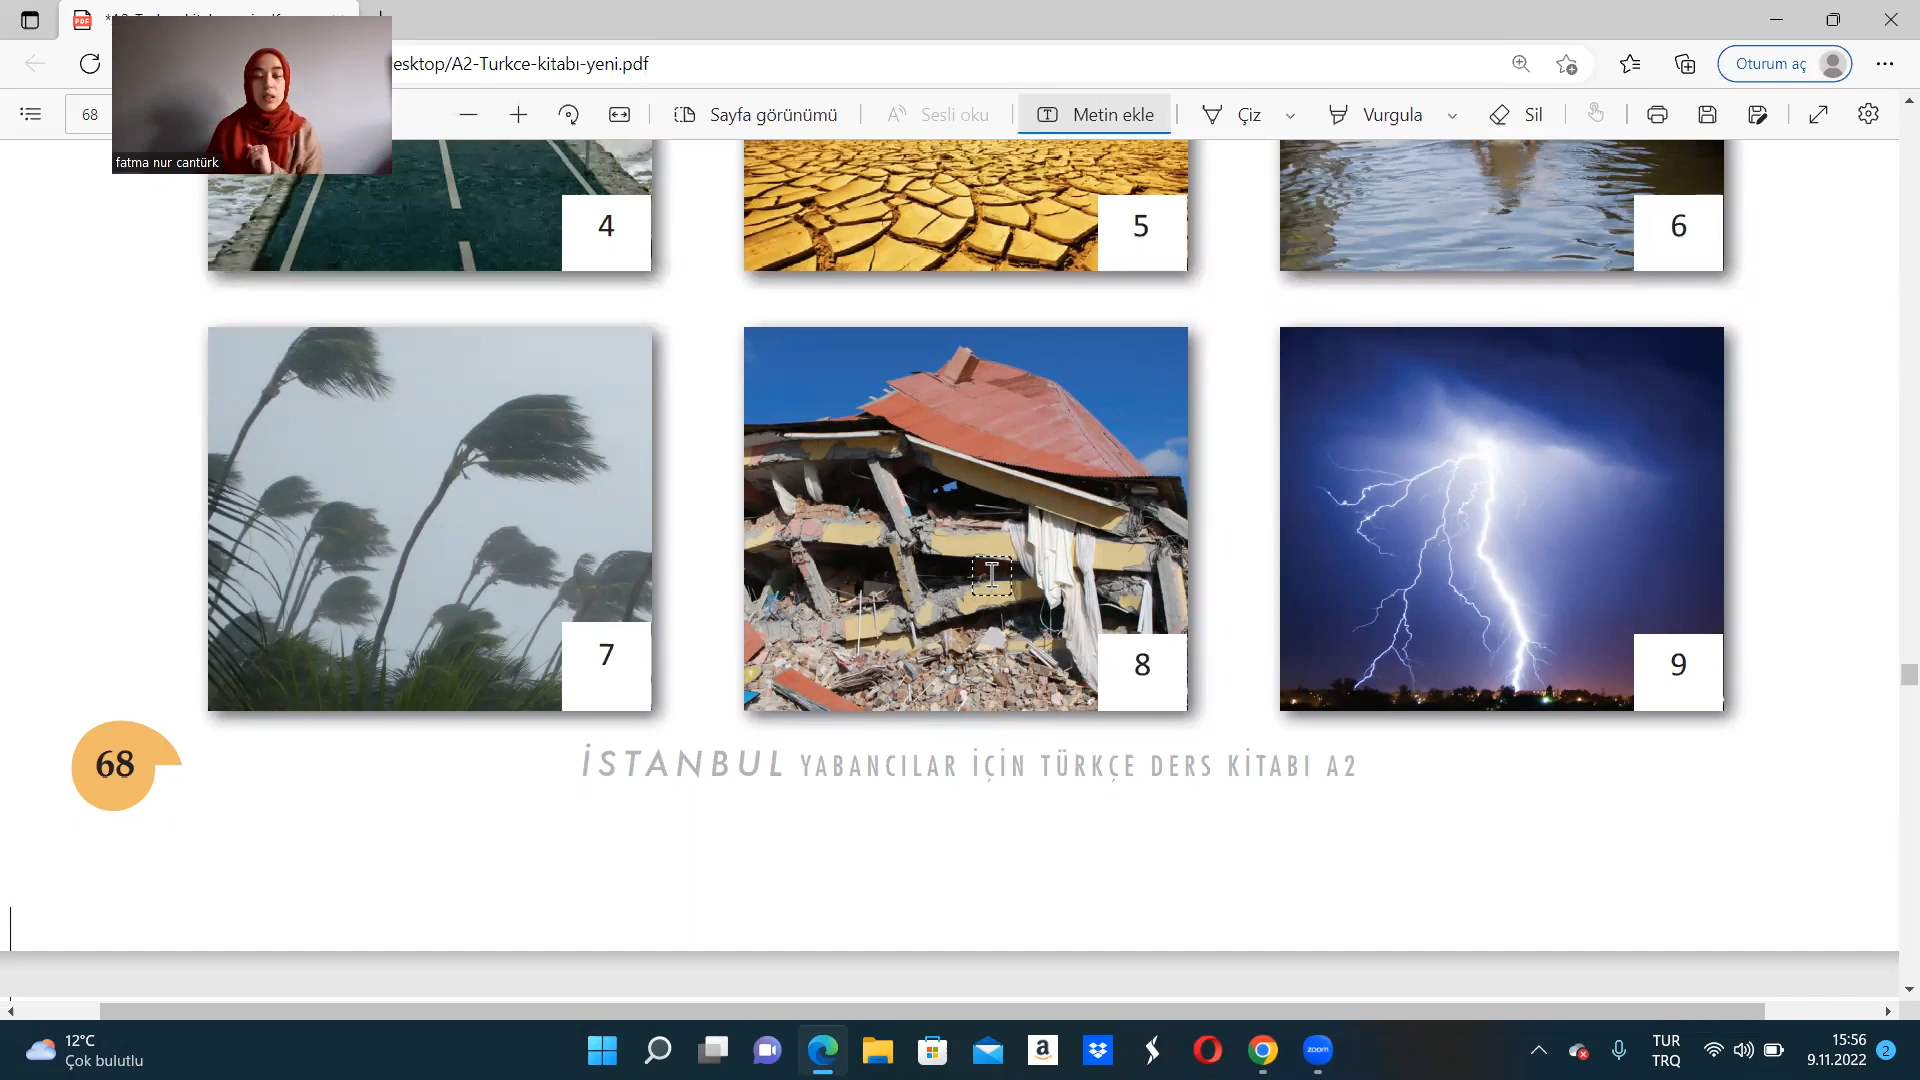 esktop/A2-Turkce-kitabı-yeni.pdf
Oturum aç
68
Sayfa görünümü
Sesli oku
Metin ekle
Çiz
Vurgula
Sil
fatma nur cantürk
4
5
6
7
8
9
68
İSTANBUL YABANCILAR İÇİN TÜRKÇE DERS KİTABI A2
12°C
Çok bulutlu
zoom
TUR
TRQ
15:56
9.11.2022
2